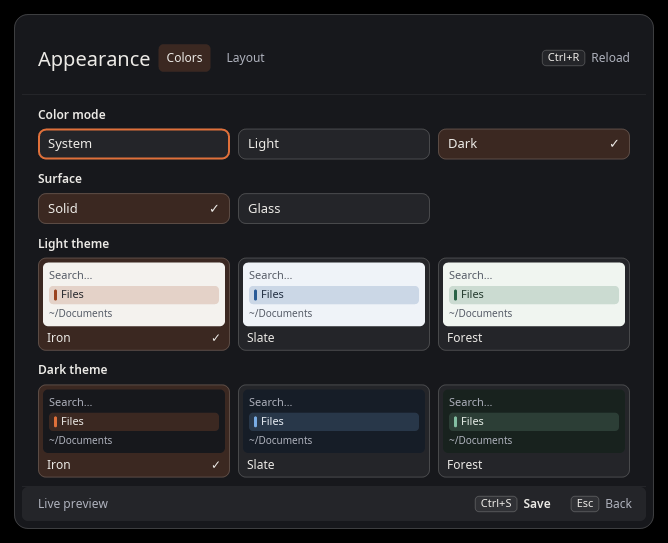 Appearance Colors Layout Ctrl+R Reload
Color mode
System Light Dark ✓
Surface
Solid ✓ Glass
Light theme
Search... Search... Search...
Files Files Files
~/Documents ~/Documents ~/Documents
Iron ✓ Slate Forest
Dark theme
Search... Search... Search...
Files Files Files
~/Documents ~/Documents ~/Documents
Iron ✓ Slate Forest
Live preview Ctrl+S Save Esc Back